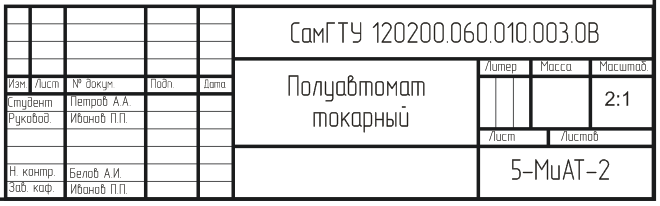 СамГТУ 120200.060.010.003.0В
Изм. Лист № докум. Подп. Дата
Студент Петров А.А.
Руковод. Иванов П.П.
Н. контр. Белов А.И.
Зав. каф. Иванов П.П.
Полуавтомат
токарный
Литер Масса Масштаб
2:1
Лист Листов
5-МиАТ-2